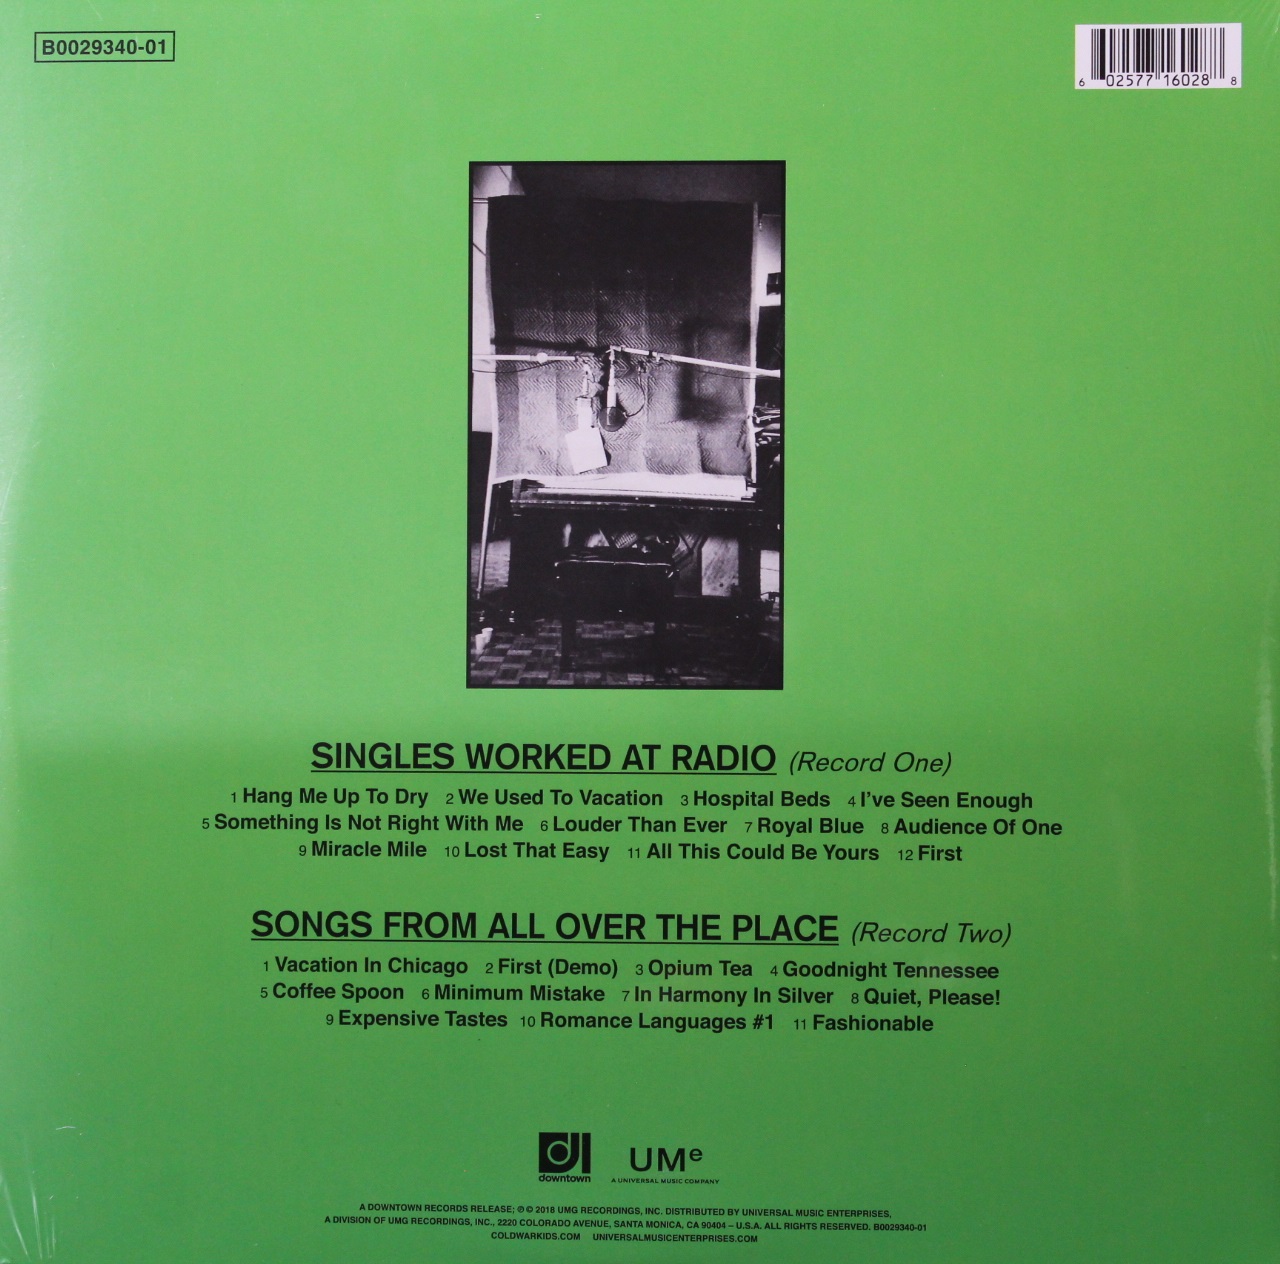 B0029340-01
6 02577 16028 8
SINGLES WORKED AT RADIO (Record One)
1 Hang Me Up To Dry 2 We Used To Vacation 3 Hospital Beds 4 I've Seen Enough
5 Something Is Not Right With Me 6 Louder Than Ever 7 Royal Blue 8 Audience Of One
9 Miracle Mile 10 Lost That Easy 11 All This Could Be Yours 12 First
SONGS FROM ALL OVER THE PLACE (Record Two)
1 Vacation In Chicago 2 First (Demo) 3 Opium Tea 4 Goodnight Tennessee
5 Coffee Spoon 6 Minimum Mistake 7 In Harmony In Silver 8 Quiet, Please!
9 Expensive Tastes 10 Romance Languages #1 11 Fashionable
downtown
UMe
A UNIVERSAL MUSIC COMPANY
A DOWNTOWN RECORDS RELEASE; ℗ © 2018 UMG RECORDINGS, INC. DISTRIBUTED BY UNIVERSAL MUSIC ENTERPRISES,
A DIVISION OF UMG RECORDINGS, INC., 2220 COLORADO AVENUE, SANTA MONICA, CA 90404 – U.S.A. ALL RIGHTS RESERVED. B0029340-01
COLDWARKIDS.COM UNIVERSALMUSICENTERPRISES.COM